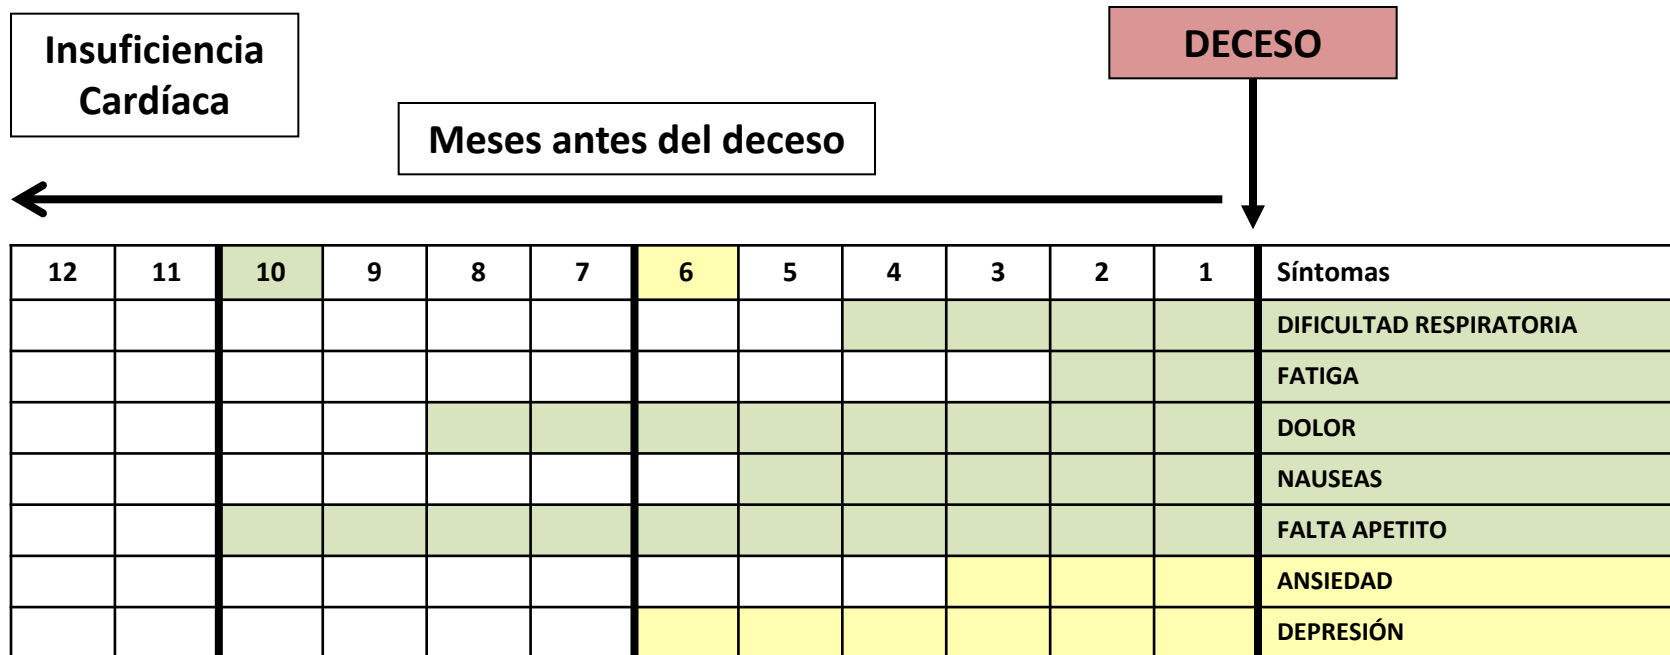 Insuficiencia
Cardíaca
DECESO
Meses antes del deceso
12 11 10 9 8 7 6 5 4 3 2 1 Síntomas
DIFICULTAD RESPIRATORIA
FATIGA
DOLOR
NAUSEAS
FALTA APETITO
ANSIEDAD
DEPRESIÓN